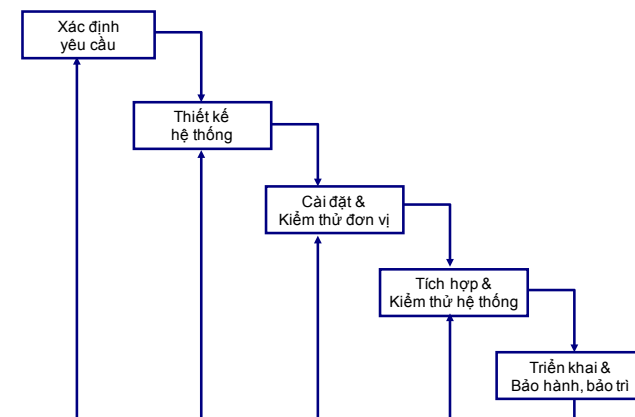 Xác định
yêu cầu
Thiết kế
hệ thống
Cài đặt &
Kiểm thử đơn vị
Tích hợp &
Kiểm thử hệ thống
Triển khai &
Bảo hành, bảo trì